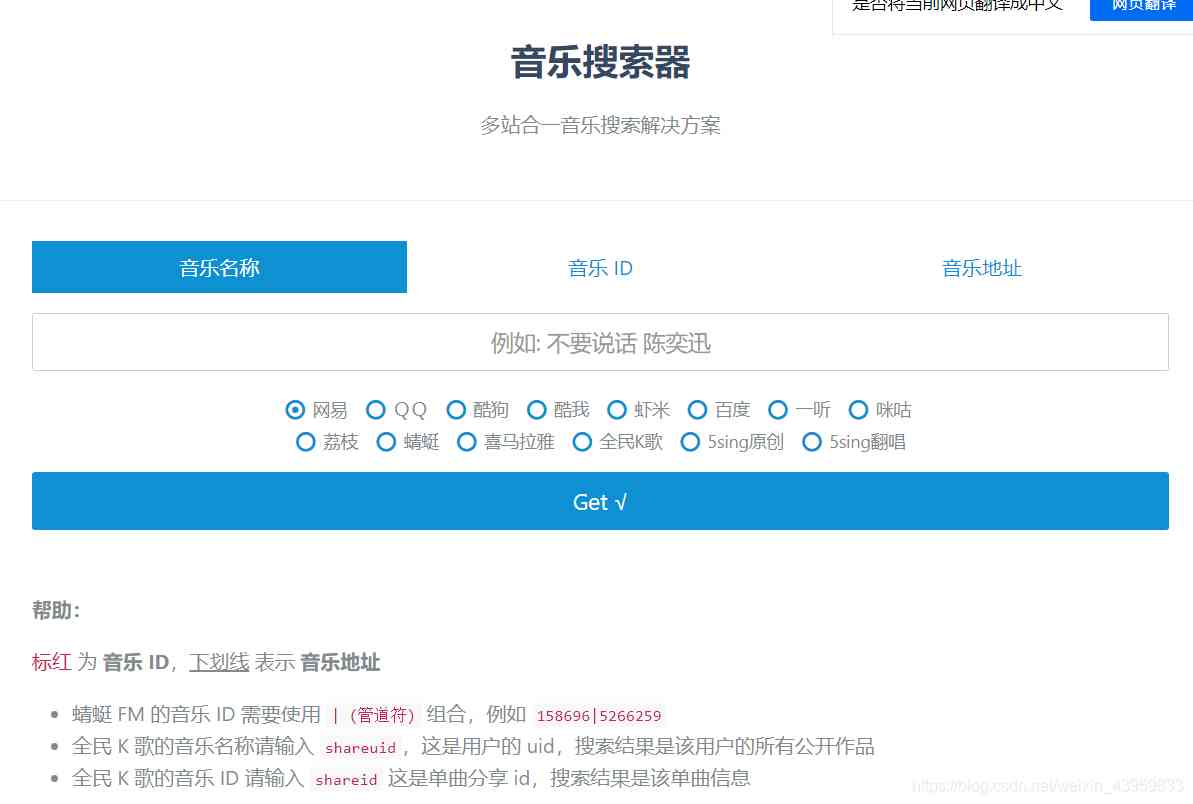 是否将当前网页翻译成中文 网页翻译
音乐搜索器
多站合一音乐搜索解决方案
音乐名称 音乐 ID 音乐地址
例如: 不要说话 陈奕迅
网易 QQ 酷狗 酷我 虾米 百度 一听 咪咕
荔枝 蜻蜓 喜马拉雅 全民K歌 5sing原创 5sing翻唱
Get √
帮助：
标红 为 音乐 ID，下划线 表示 音乐地址
蜻蜓 FM 的音乐 ID 需要使用 | (管道符) 组合，例如 158696|5266259
全民 K 歌的音乐名称请输入 shareuid ，这是用户的 uid，搜索结果是该用户的所有公开作品
全民 K 歌的音乐 ID 请输入 shareid 这是单曲分享 id，搜索结果是该单曲信息
https://blog.csdn.net/weixin_43959833